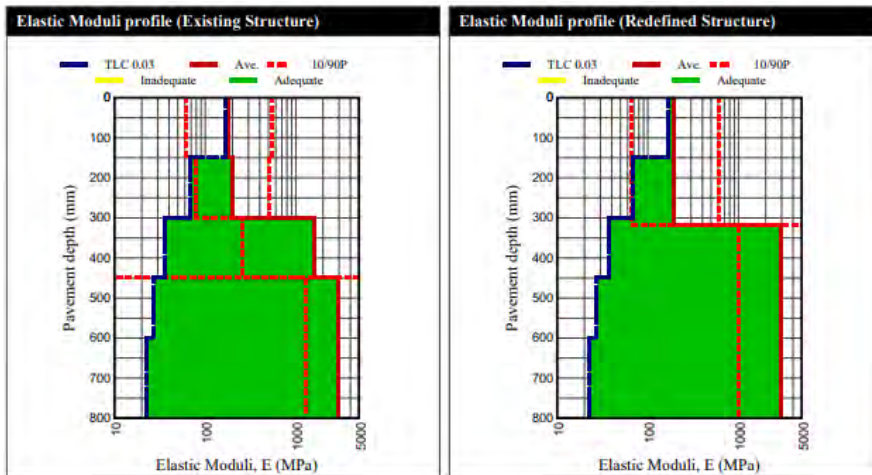 Elastic Moduli profile (Existing Structure)
TLC 0.03 Ave. 10/90P
Inadequate Adequate
0
100
200
300
400
500
600
700
800
Pavement depth (mm)
10 100 1000 5000
Elastic Moduli, E (MPa)
Elastic Moduli profile (Redefined Structure)
TLC 0.03 Ave. 10/90P
Inadequate Adequate
0
100
200
300
400
500
600
700
800
Pavement depth (mm)
10 100 1000 5000
Elastic Moduli, E (MPa)